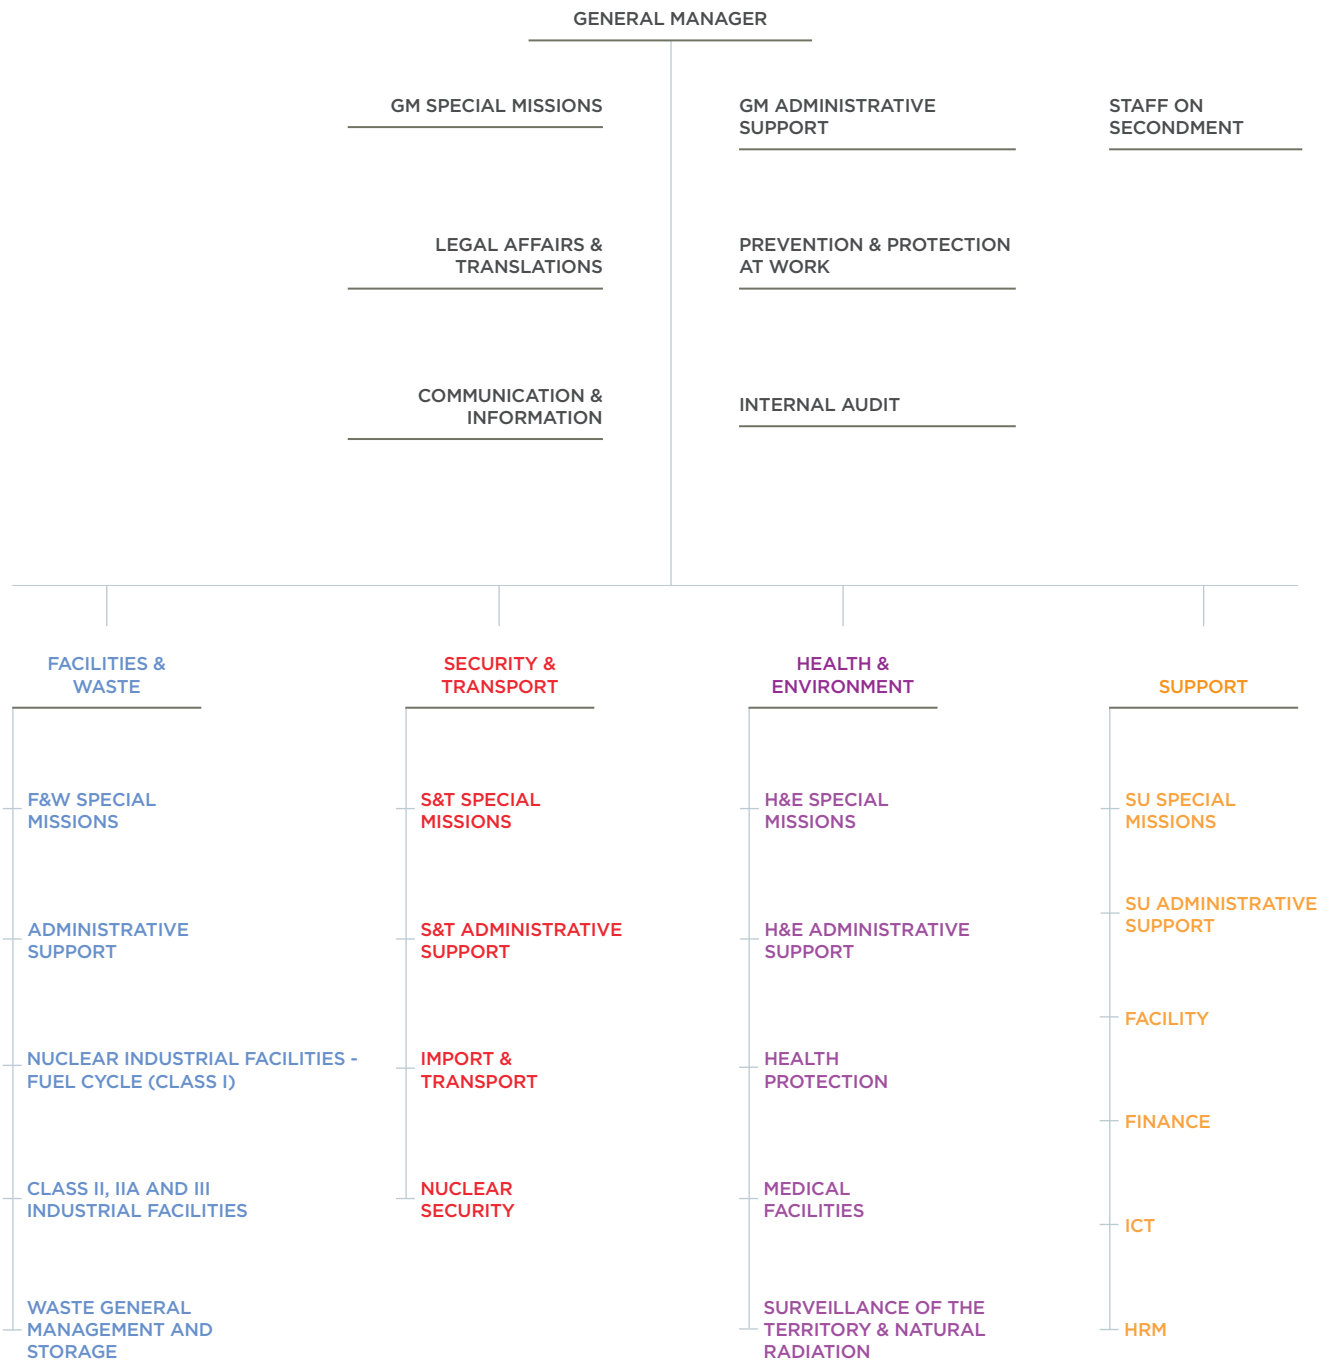 GENERAL MANAGER
GM SPECIAL MISSIONS
GM ADMINISTRATIVE
SUPPORT
STAFF ON
SECONDMENT
LEGAL AFFAIRS &
TRANSLATIONS
PREVENTION & PROTECTION
AT WORK
COMMUNICATION &
INFORMATION
INTERNAL AUDIT
FACILITIES &
WASTE
F&W SPECIAL
MISSIONS
ADMINISTRATIVE
SUPPORT
NUCLEAR INDUSTRIAL FACILITIES -
FUEL CYCLE (CLASS I)
CLASS II, IIA AND III
INDUSTRIAL FACILITIES
WASTE GENERAL
MANAGEMENT AND
STORAGE
SECURITY &
TRANSPORT
S&T SPECIAL
MISSIONS
S&T ADMINISTRATIVE
SUPPORT
IMPORT &
TRANSPORT
NUCLEAR
SECURITY
HEALTH &
ENVIRONMENT
H&E SPECIAL
MISSIONS
H&E ADMINISTRATIVE
SUPPORT
HEALTH
PROTECTION
MEDICAL
FACILITIES
SURVEILLANCE OF THE
TERRITORY & NATURAL
RADIATION
SUPPORT
SU SPECIAL
MISSIONS
SU ADMINISTRATIVE
SUPPORT
FACILITY
FINANCE
ICT
HRM